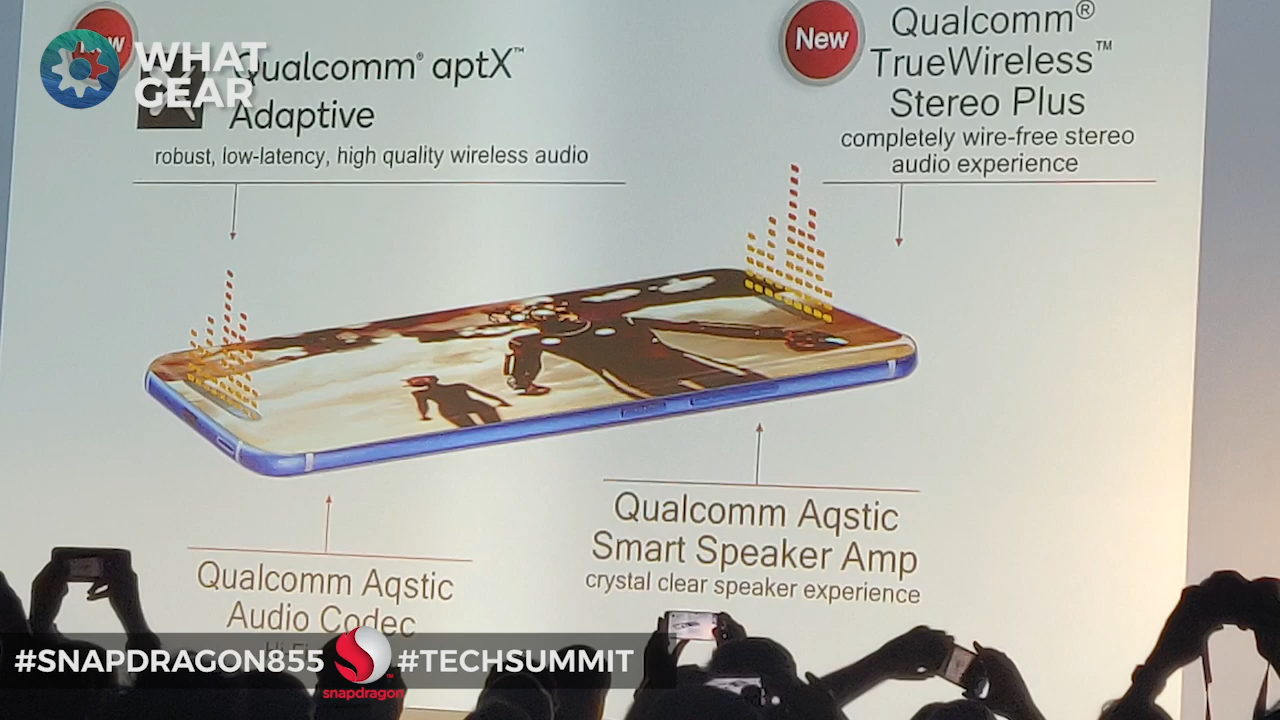 New
WHAT
GEAR
Qualcomm® aptX™
Adaptive
robust, low-latency, high quality wireless audio
New
Qualcomm®
TrueWireless™
Stereo Plus
completely wire-free stereo
audio experience
Qualcomm Aqstic
Audio Codec
Qualcomm Aqstic
Smart Speaker Amp
crystal clear speaker experience
#SNAPDRAGON855
snapdragon
#TECHSUMMIT